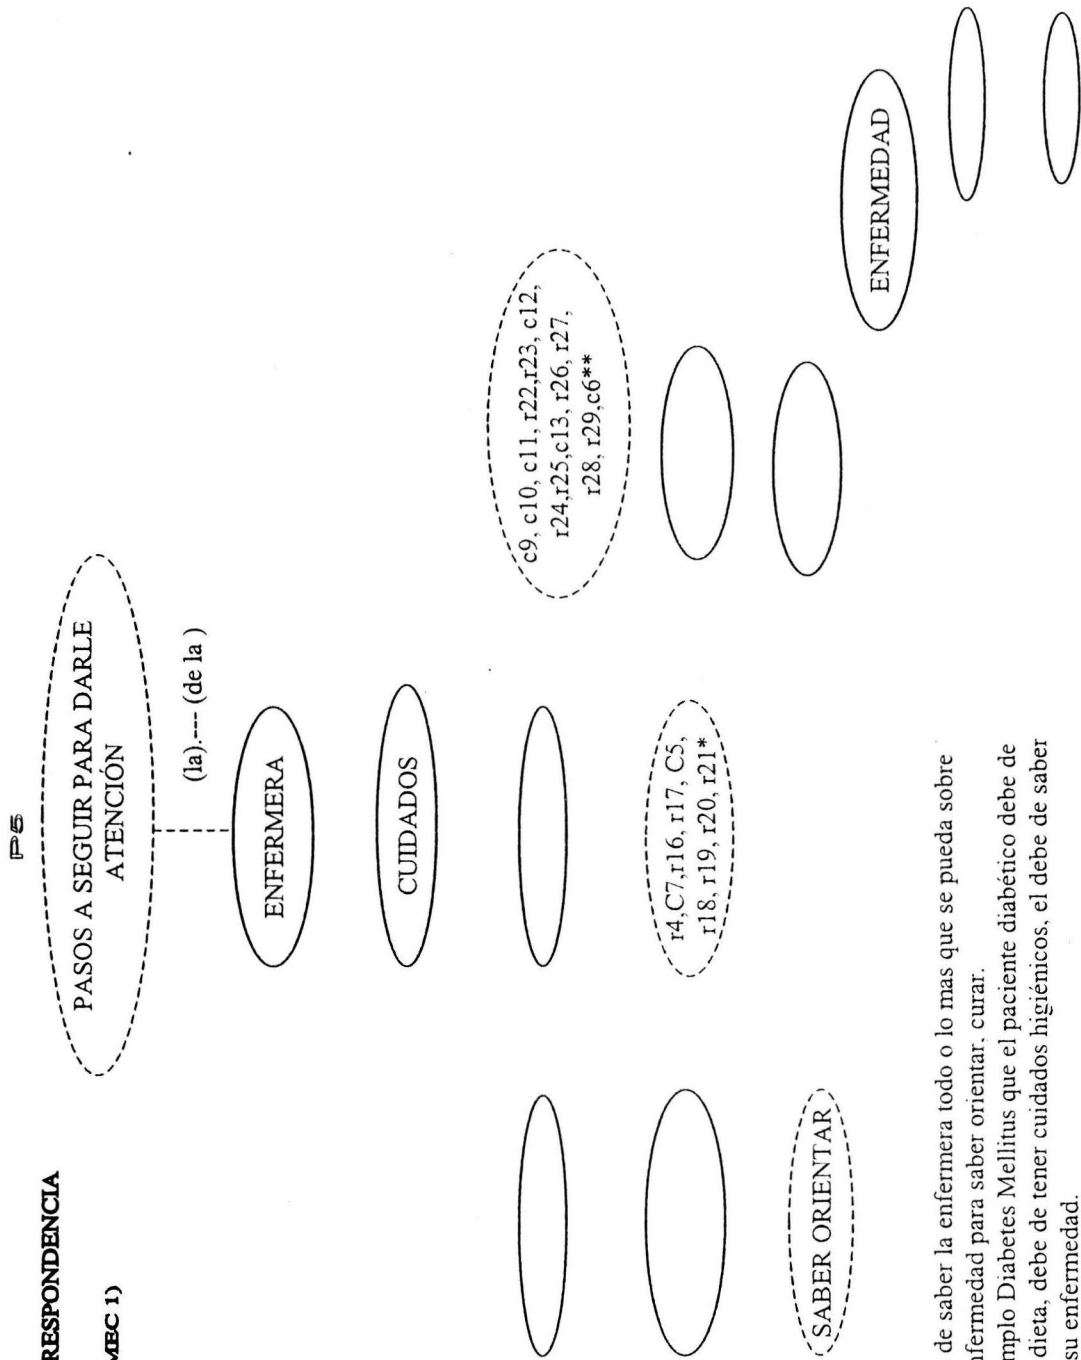 P5
RESPONDENCIA
MEC 1)
PASOS A SEGUIR PARA DARLE
ATENCIÓN
(la).---- (de la )
ENFERMERA
CUIDADOS
c9, c10, c11, r22,r23, c12,
r24,r25,c13, r26, r27,
r28, r29,c6**
r4,C7,r16, r17, C5,
r18, r19, r20, r21*
SABER ORIENTAR
ENFERMEDAD
de saber la enfermera todo o lo mas que se pueda sobre
nfermedad para saber orientar, curar.
mplo Diabetes Mellitus que el paciente diabético debe de
dieta, debe de tener cuidados higiénicos, el debe de saber
su enfermedad.